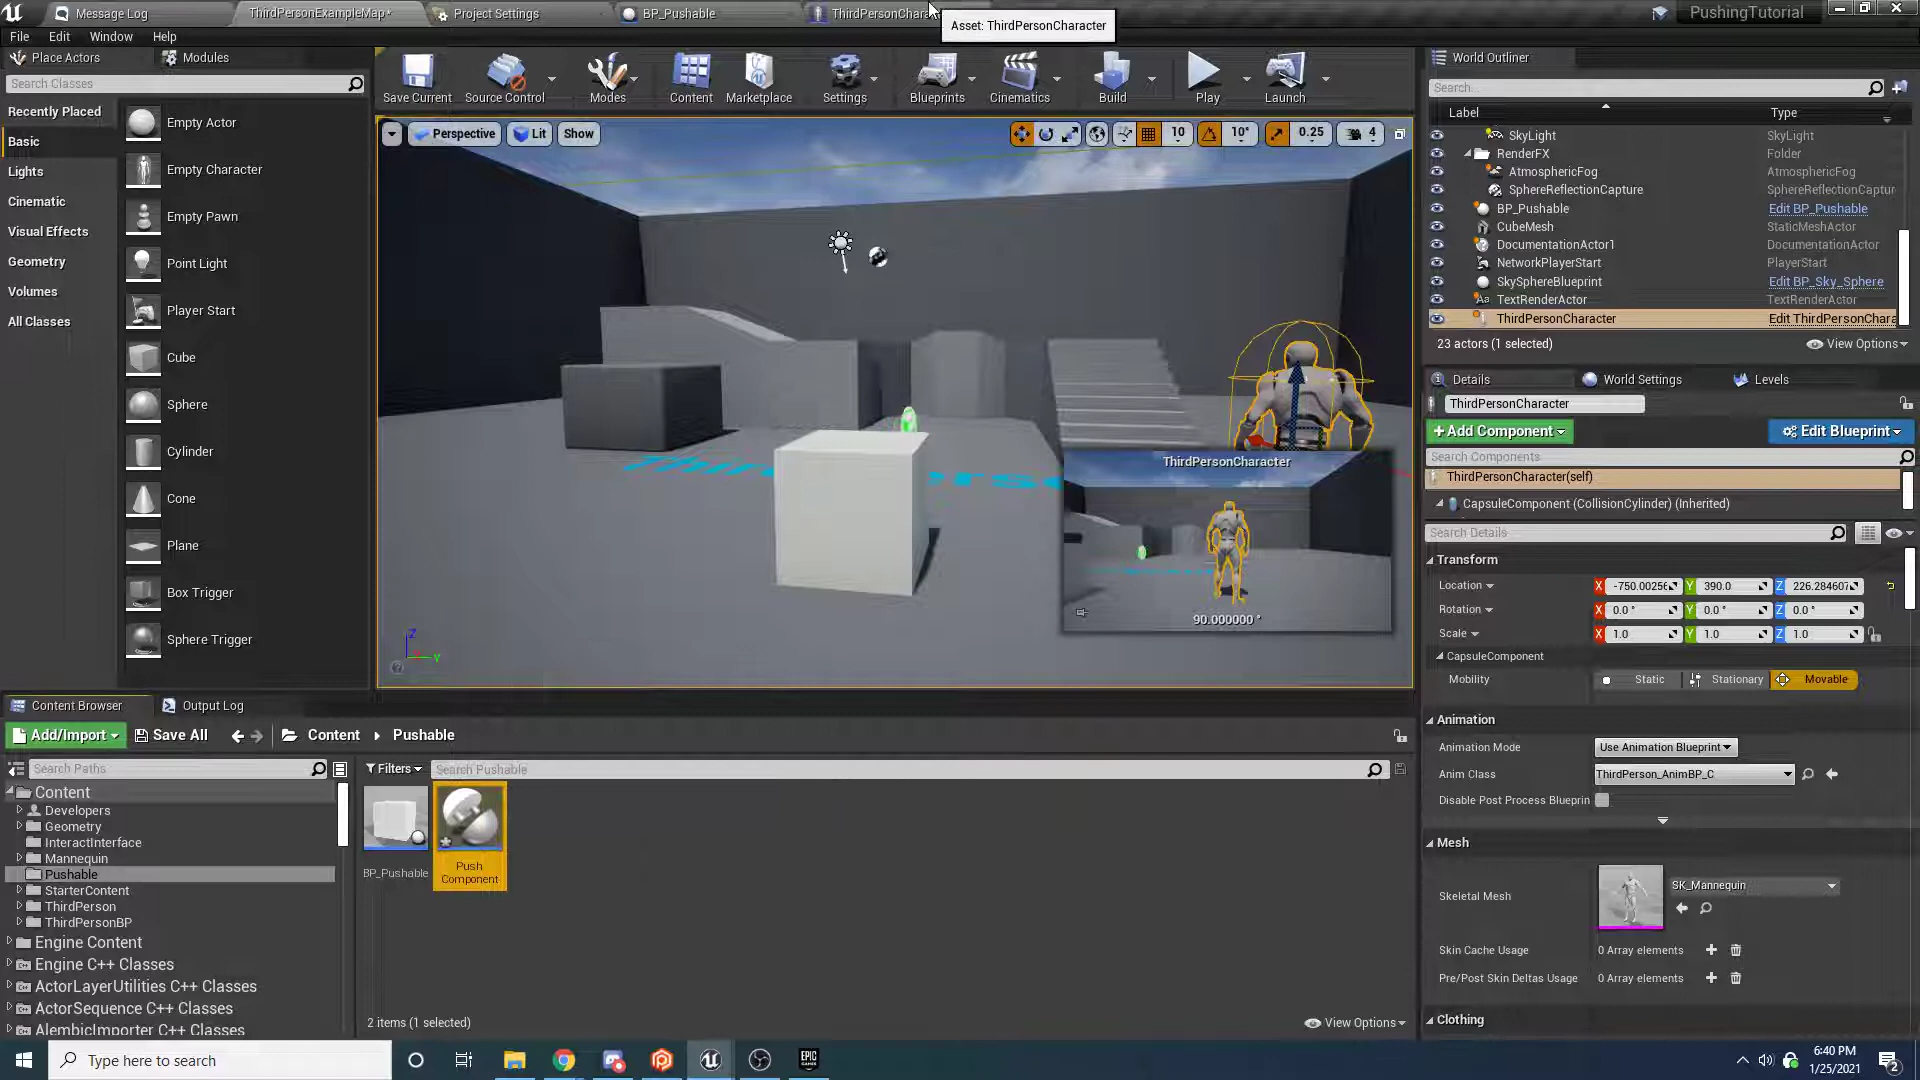 Message Log
ThirdPersonExampleMap*
Project Settings
BP_Pushable
ThirdPersonChara
PushingTutorial
Asset: ThirdPersonCharacter
File Edit Window Help
Place Actors
Modules
Search Classes
Recently Placed
Basic
Lights
Cinematic
Visual Effects
Geometry
Volumes
All Classes
Empty Actor
Empty Character
Empty Pawn
Point Light
Player Start
Cube
Sphere
Cylinder
Cone
Plane
Box Trigger
Sphere Trigger
Save Current
Source Control
Modes
Content
Marketplace
Settings
Blueprints
Cinematics
Build
Play
Launch
Perspective
Lit
Show
10
10°
0.25
4
ThirdPersonCharacter
90.000000 °
Z
Y
World Outliner
Search...
Label Type
SkyLight SkyLight
RenderFX Folder
AtmosphericFog AtmosphericFog
SphereReflectionCapture SphereReflectionCaptur
BP_Pushable Edit BP_Pushable
CubeMesh StaticMeshActor
DocumentationActor1 DocumentationActor
NetworkPlayerStart PlayerStart
SkySphereBlueprint Edit BP_Sky_Sphere
TextRenderActor TextRenderActor
ThirdPersonCharacter Edit ThirdPersonChara
23 actors (1 selected)
View Options
Details
World Settings
Levels
ThirdPersonCharacter
+Add Component
Edit Blueprint
Search Components
ThirdPersonCharacter(self)
CapsuleComponent (CollisionCylinder) (Inherited)
Search Details
Transform
Location X -750.00256 Y 390.0 Z 226.284607
Rotation X 0.0 ° Y 0.0 ° Z 0.0 °
Scale X 1.0 Y 1.0 Z 1.0
CapsuleComponent
Mobility Static Stationary Movable
Animation
Animation Mode Use Animation Blueprint
Anim Class ThirdPerson_AnimBP_C
Disable Post Process Blueprin
Mesh
Skeletal Mesh SK_Mannequin
Skin Cache Usage 0 Array elements
Pre/Post Skin Deltas Usage 0 Array elements
Clothing
Content Browser
Output Log
Add/Import
Save All
Content
Pushable
Search Paths
Filters
Search Pushable
Content
Developers
Geometry
InteractInterface
Mannequin
Pushable
StarterContent
ThirdPerson
ThirdPersonBP
Engine Content
Engine C++ Classes
ActorLayerUtilities C++ Classes
ActorSequence C++ Classes
AlembicImporter C++ Classes
BP_Pushable
Push
Component
2 items (1 selected)
View Options
Type here to search
EPIC
GAMES
6:40 PM
1/25/2021
2